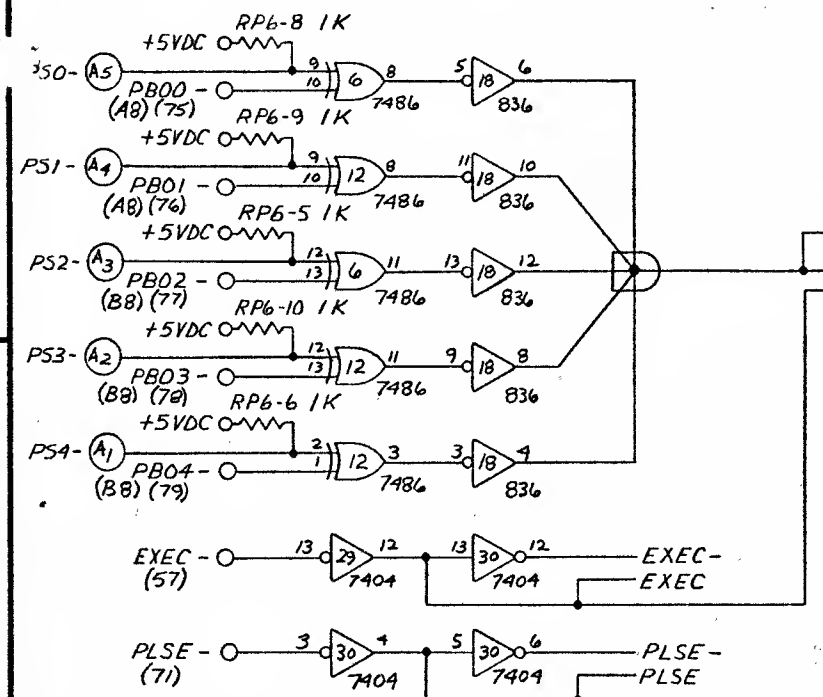 RP6-8 1K
+5VDC
SO- A5 9 8 5 6
PB00 - 10 6 18
(A8) (75) 7486 836
RP6-9 1K
+5VDC
PS1- A4 9 8 11 10
PB01 - 10 12 18
(A8) (76) 7486 836
RP6-5 1K
+5VDC
PS2- A3 12 11 13 12
PB02 - 13 6 18
(B8) (77) 7486 836
RP6-10 1K
+5VDC
PS3- A2 12 11 9 8
PB03 - 13 12 18
(B8) (78) 7486 836
RP6-6 1K
+5VDC
PS4- A1 2 3 3 4
PB04 - 1 12 18
(B8) (79) 7486 836
EXEC - 13 29 12 13 30 12 EXEC-
(57) 7404 7404 EXEC
PLSE - 3 30 4 5 30 6 PLSE-
(71) 7404 7404 PLSE